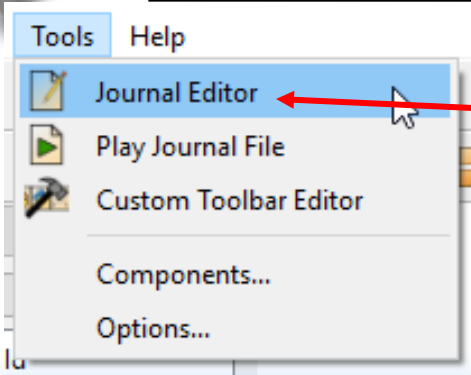 Tools Help
Journal Editor
Play Journal File
Custom Toolbar Editor
Components...
Options...